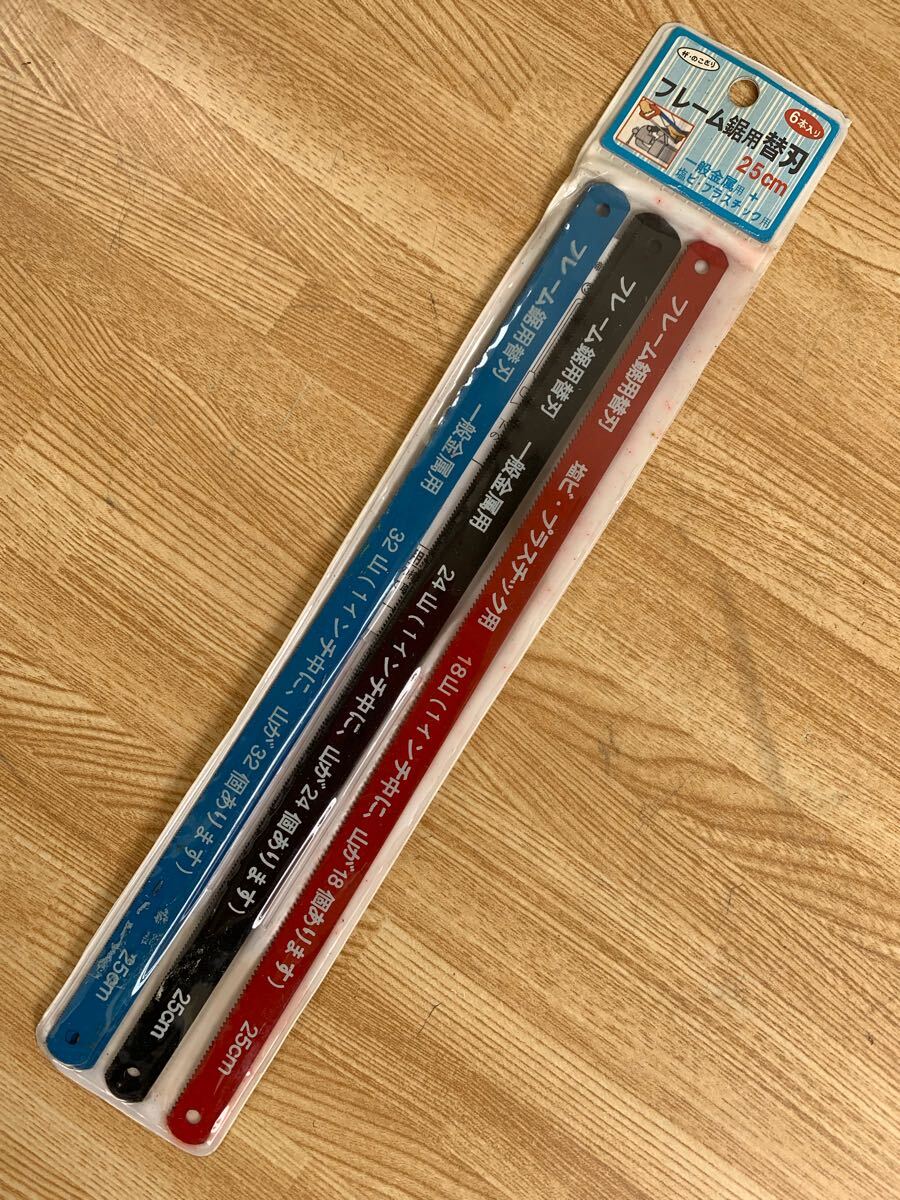 ザ・のこぎり
6本入り
フレーム鋸用替刃
25cm
一般金属用+
塩ビ・プラスチック用
フレーム鋸用替刃 一般金属用 32山(1インチ中に、山が32個あります) 25cm
フレーム鋸用替刃 一般金属用 24山(1インチ中に、山が24個あります) 25cm
フレーム鋸用替刃 塩ビ・プラスチック用 18山(1インチ中に、山が18個あります) 25cm